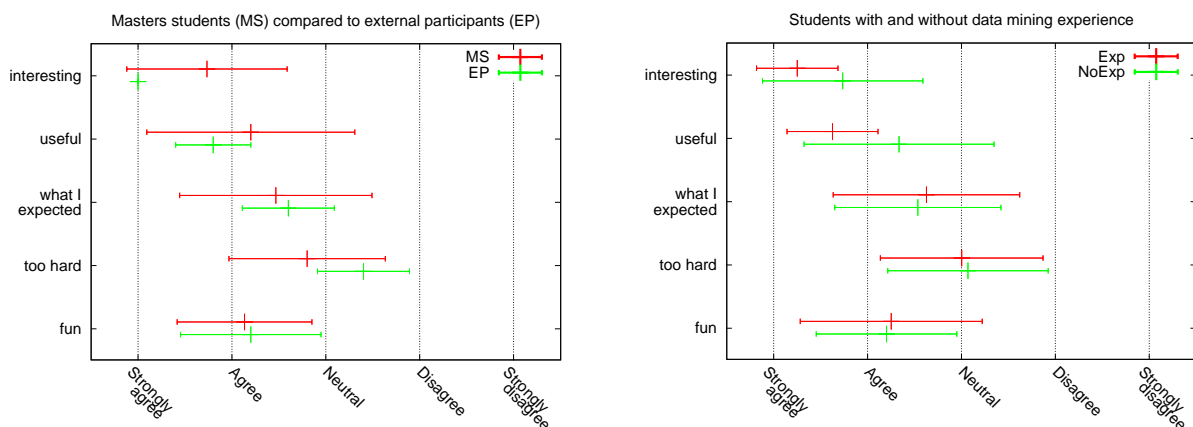 Masters students (MS) compared to external participants (EP)
MS
EP
interesting
useful
what I
expected
too hard
fun
Strongly
agree
Agree
Neutral
Disagree
Strongly
disagree
Students with and without data mining experience
Exp
NoExp
interesting
useful
what I
expected
too hard
fun
Strongly
agree
Agree
Neutral
Disagree
Strongly
disagree